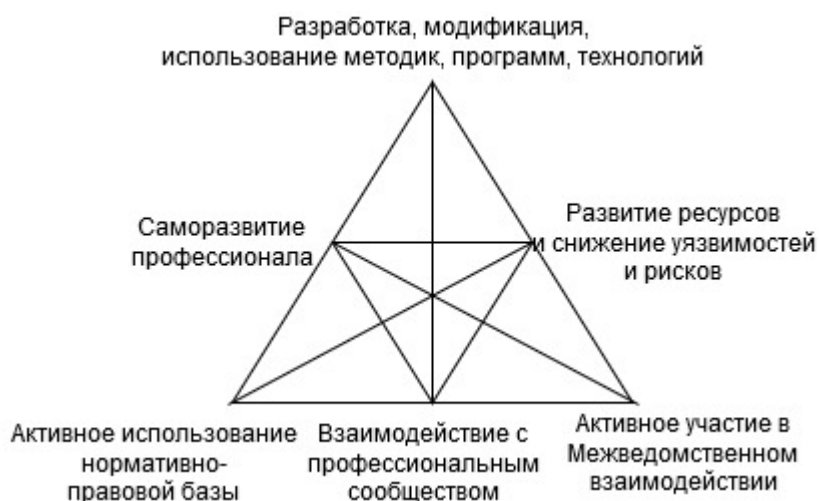 Разработка, модификация,
использование методик, программ, технологий
Саморазвитие
профессионала
Развитие ресурсов
и снижение уязвимостей
и рисков
Активное использование
нормативно-
правовой базы
Взаимодействие с
профессиональным
сообществом
Активное участие в
Межведомственном
взаимодействии